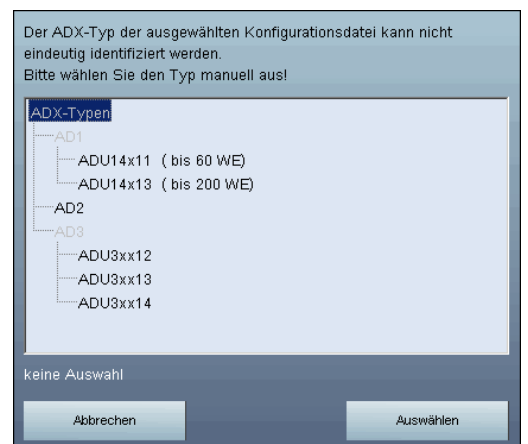 Der ADX-Typ der ausgewählten Konfigurationsdatei kann nicht
eindeutig identifiziert werden.
Bitte wählen Sie den Typ manuell aus!
ADX-Typen
AD1
ADU14x11 ( bis 60 WE)
ADU14x13 ( bis 200 WE)
AD2
AD3
ADU3xx12
ADU3xx13
ADU3xx14
keine Auswahl
Abbrechen
Auswählen